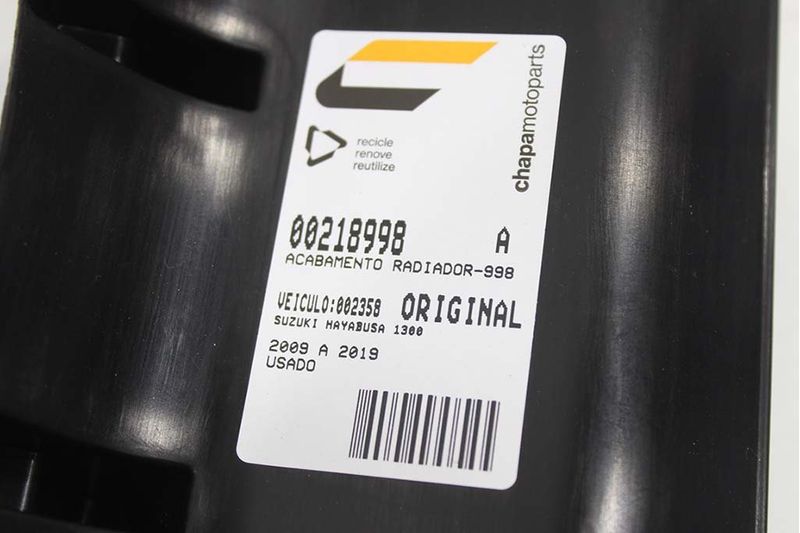 chapamotoparts
recicle
renove
reutilize
00218998 A
ACABAMENTO RADIADOR-998
VEICULO:002358 ORIGINAL
SUZUKI HAYABUSA 1300
2009 A 2019
USADO